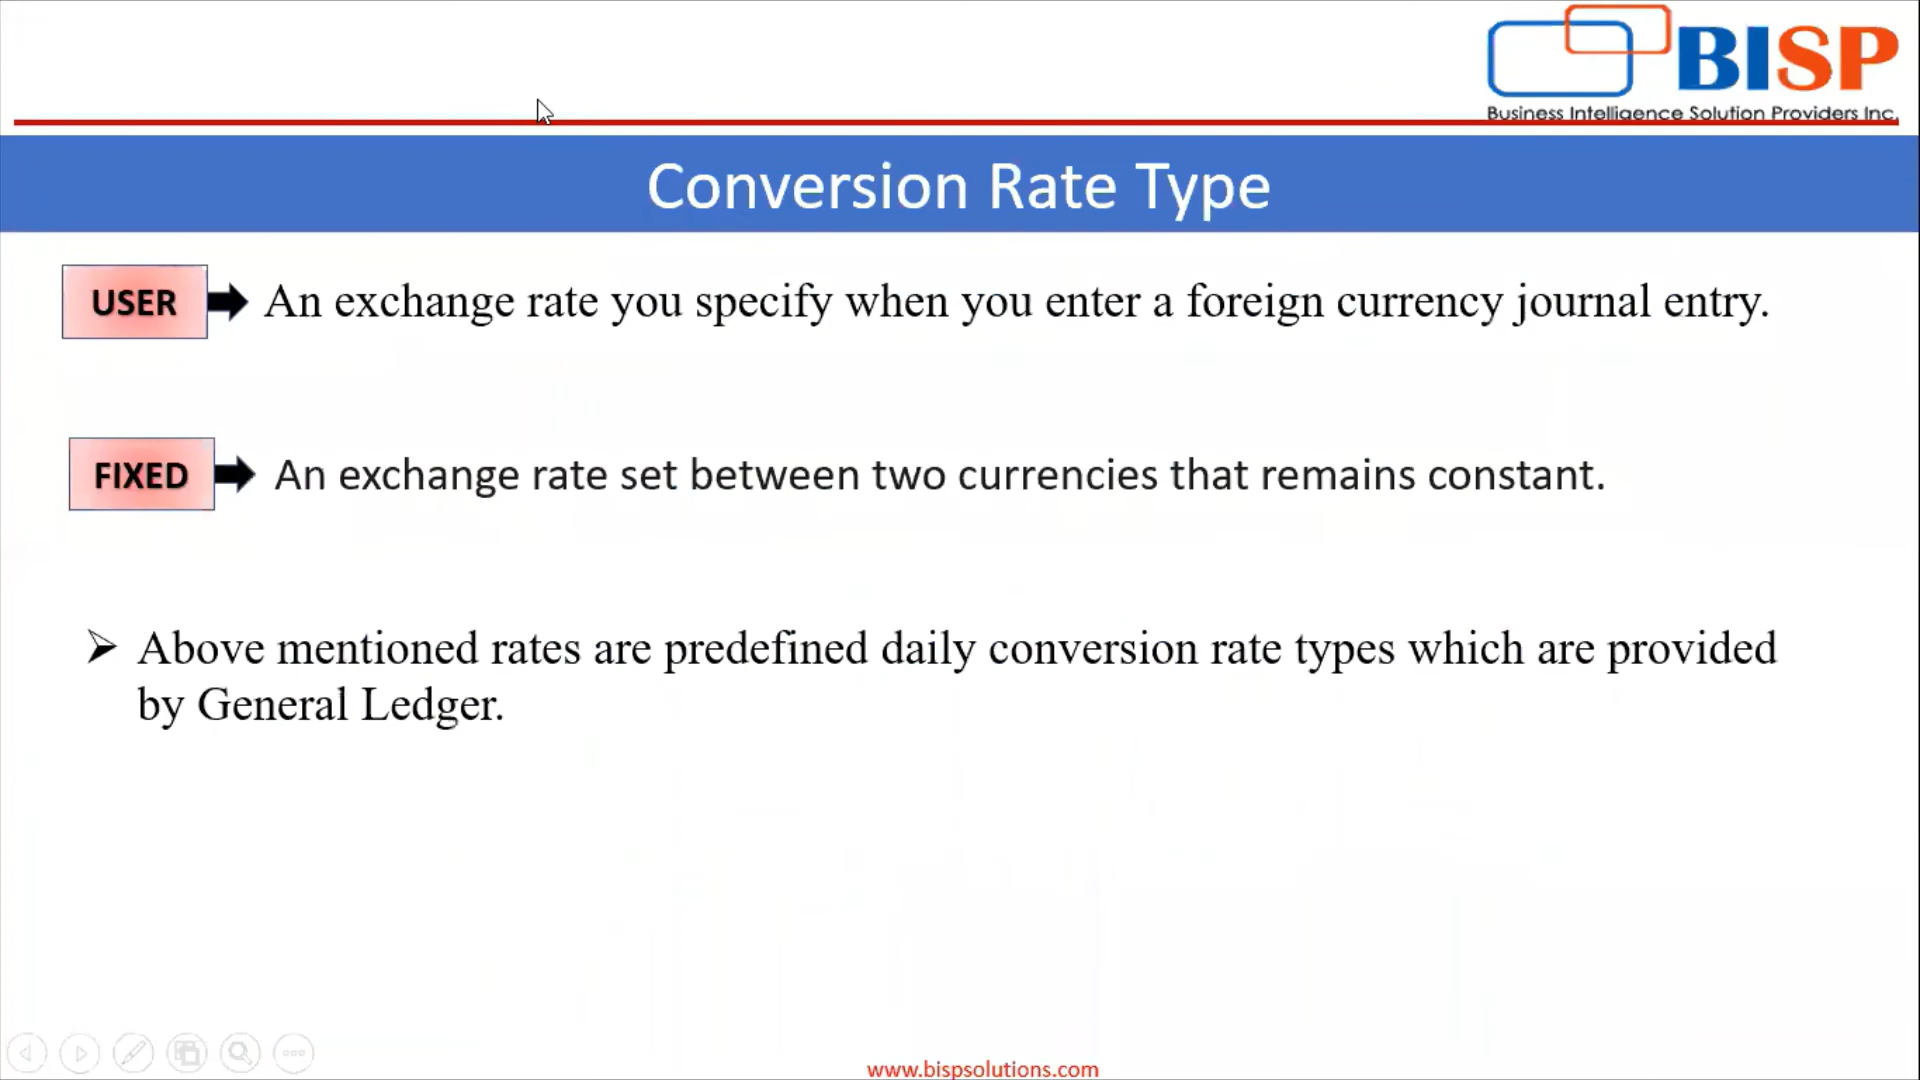 BISP
Business Intelligence Solution Providers Inc.
Conversion Rate Type
USER An exchange rate you specify when you enter a foreign currency journal entry.
FIXED An exchange rate set between two currencies that remains constant.
Above mentioned rates are predefined daily conversion rate types which are provided
by General Ledger.
www.bispsolutions.com